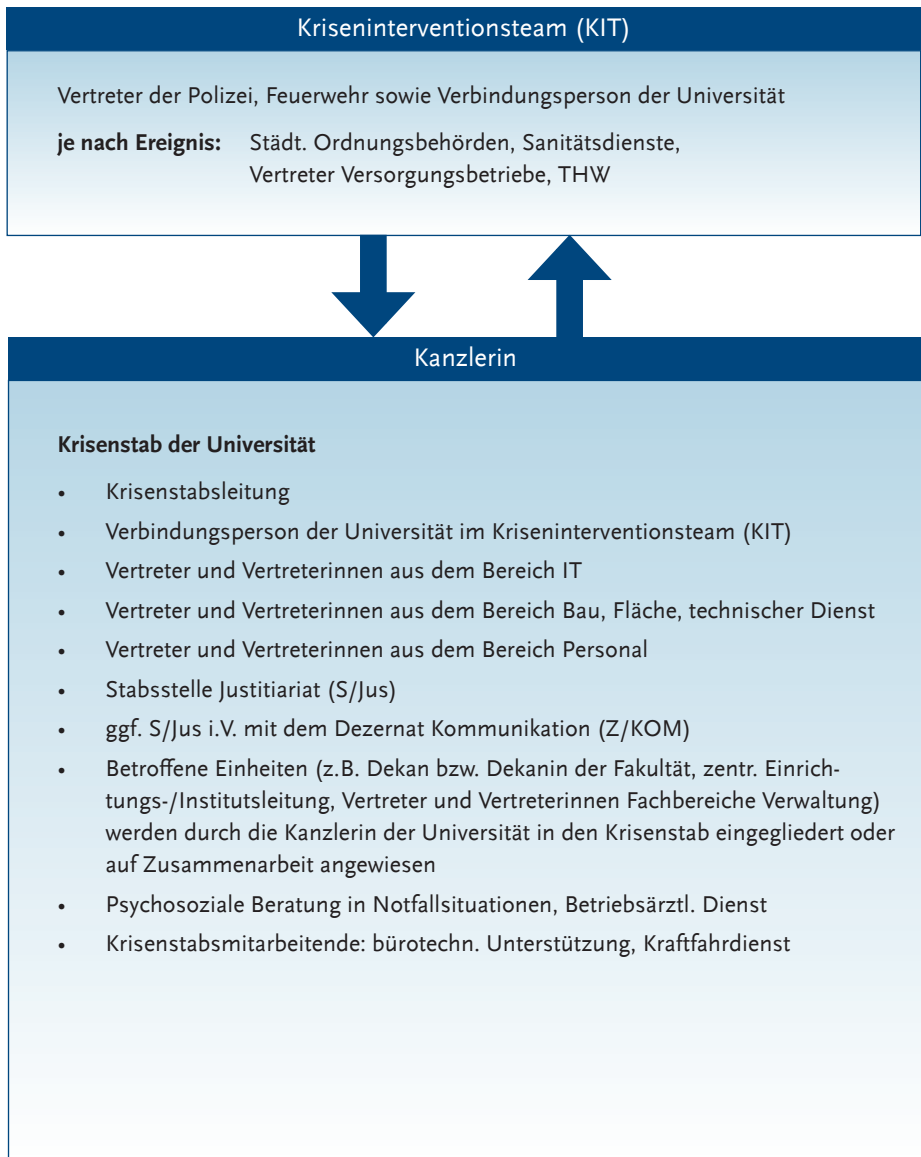 Kriseninterventionsteam (KIT)
Vertreter der Polizei, Feuerwehr sowie Verbindungsperson der Universität
je nach Ereignis: Städt. Ordnungsbehörden, Sanitätsdienste,
Vertreter Versorgungsbetriebe, THW
Kanzlerin
Krisenstab der Universität
• Krisenstabsleitung
• Verbindungsperson der Universität im Kriseninterventionsteam (KIT)
• Vertreter und Vertreterinnen aus dem Bereich IT
• Vertreter und Vertreterinnen aus dem Bereich Bau, Fläche, technischer Dienst
• Vertreter und Vertreterinnen aus dem Bereich Personal
• Stabsstelle Justitiariat (S/Jus)
• ggf. S/Jus i.V. mit dem Dezernat Kommunikation (Z/KOM)
• Betroffene Einheiten (z.B. Dekan bzw. Dekanin der Fakultät, zentr. Einrich-
tungs-/Institutsleitung, Vertreter und Vertreterinnen Fachbereiche Verwaltung)
werden durch die Kanzlerin der Universität in den Krisenstab eingegliedert oder
auf Zusammenarbeit angewiesen
• Psychosoziale Beratung in Notfallsituationen, Betriebsärztl. Dienst
• Krisenstabsmitarbeitende: bürotechn. Unterstützung, Kraftfahrdienst